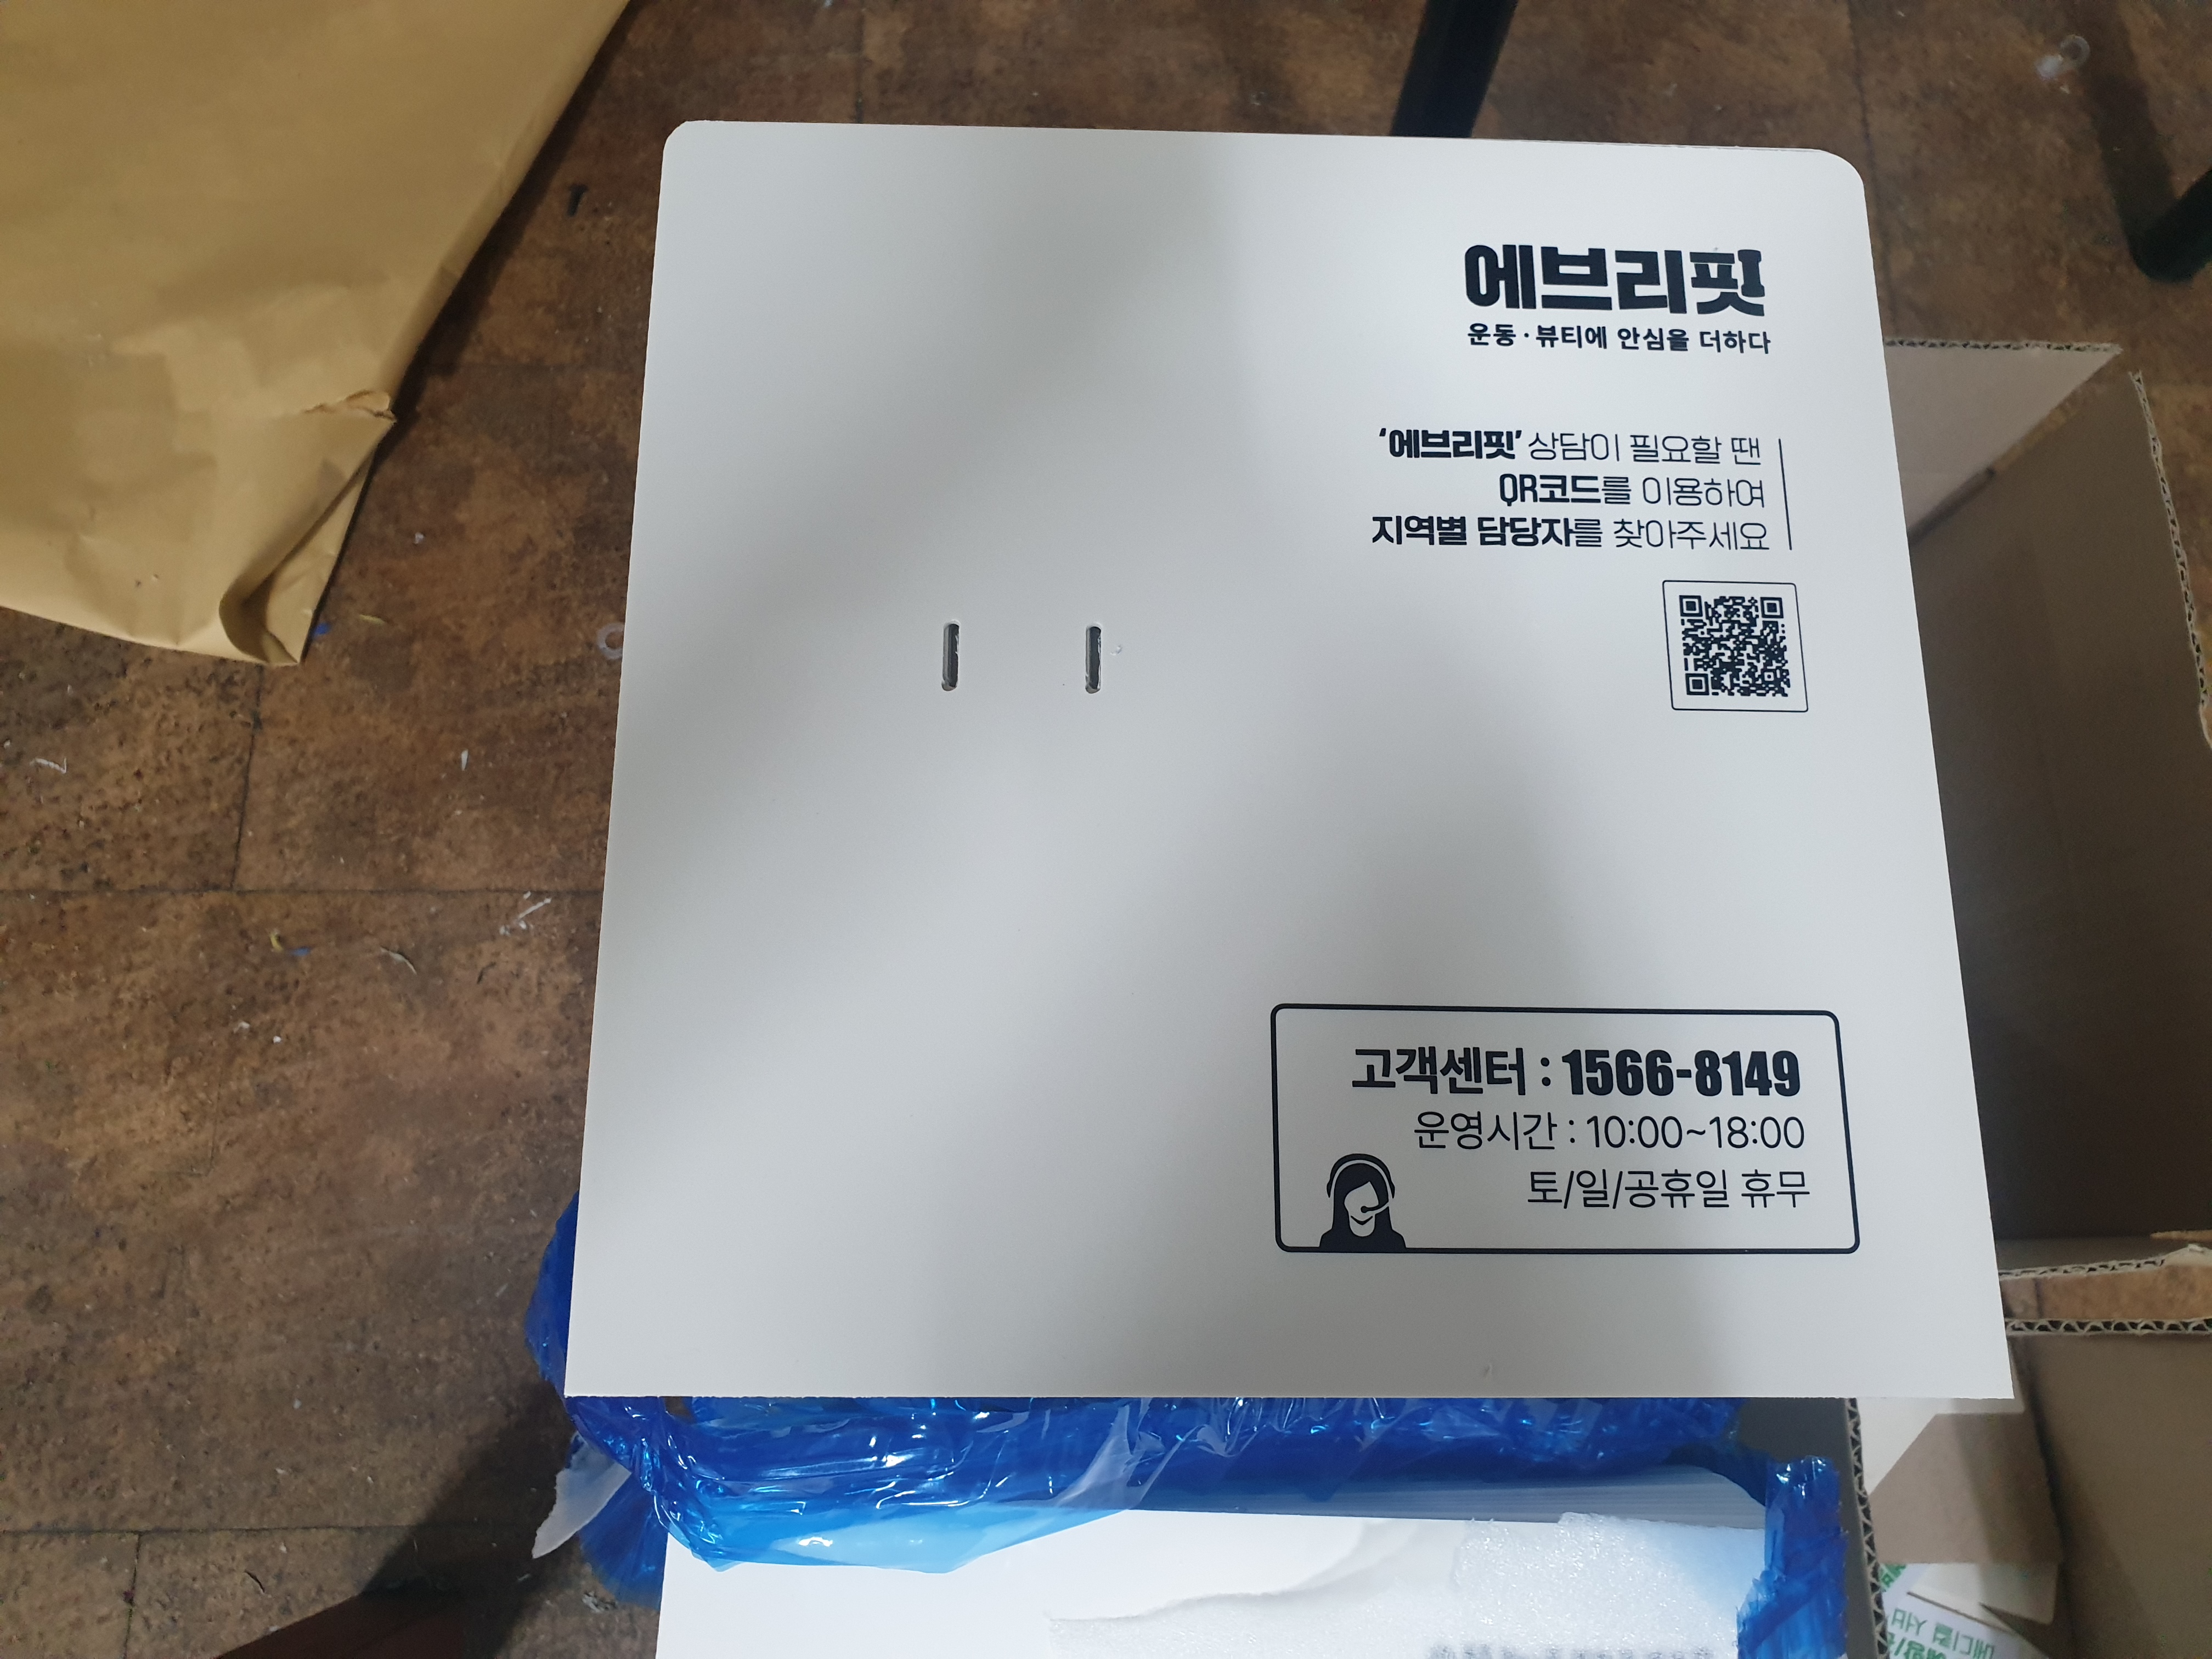 에브리핏
운동·뷰티에 안심을 더하다
‘에브리핏’ 상담이 필요할 땐
QR코드를 이용하여
지역별 담당자를 찾아주세요
고객센터 : 1566-8149
운영시간 : 10:00~18:00
토/일/공휴일 휴무